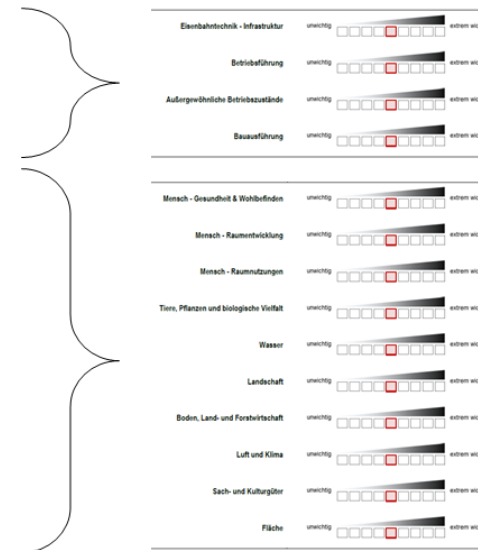 Eisenbahntechnik - Infrastruktur unwichtig extrem wic
Betriebsführung unwichtig extrem wic
Außergewöhnliche Betriebszustände unwichtig extrem wic
Bauausführung unwichtig extrem wic
Mensch - Gesundheit & Wohlbefinden unwichtig extrem wic
Mensch - Raumentwicklung unwichtig extrem wic
Mensch - Raumnutzungen unwichtig extrem wic
Tiere, Pflanzen und biologische Vielfalt unwichtig extrem wic
Wasser unwichtig extrem wic
Landschaft unwichtig extrem wic
Boden, Land- und Forstwirtschaft unwichtig extrem wic
Luft und Klima unwichtig extrem wic
Sach- und Kulturgüter unwichtig extrem wic
Fläche unwichtig extrem wic